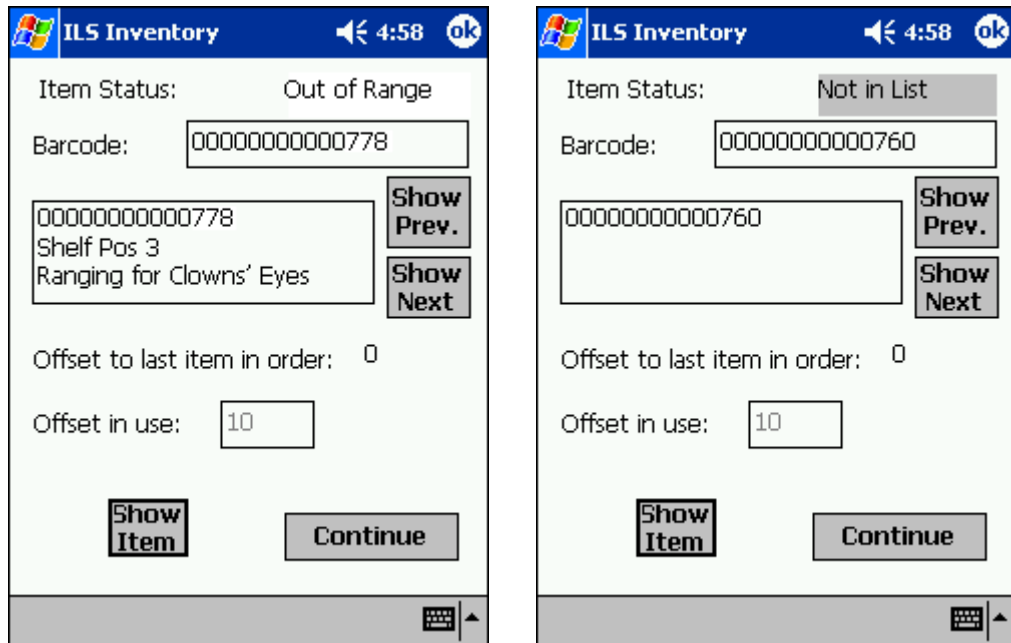 ILS Inventory 4:58 ok
Item Status: Out of Range
Barcode: 00000000000778
00000000000778
Shelf Pos 3
Ranging for Clowns' Eyes
Show
Prev.
Show
Next
Offset to last item in order: 0
Offset in use: 10
Show
Item
Continue
ILS Inventory 4:58 ok
Item Status: Not in List
Barcode: 00000000000760
00000000000760
Show
Prev.
Show
Next
Offset to last item in order: 0
Offset in use: 10
Show
Item
Continue